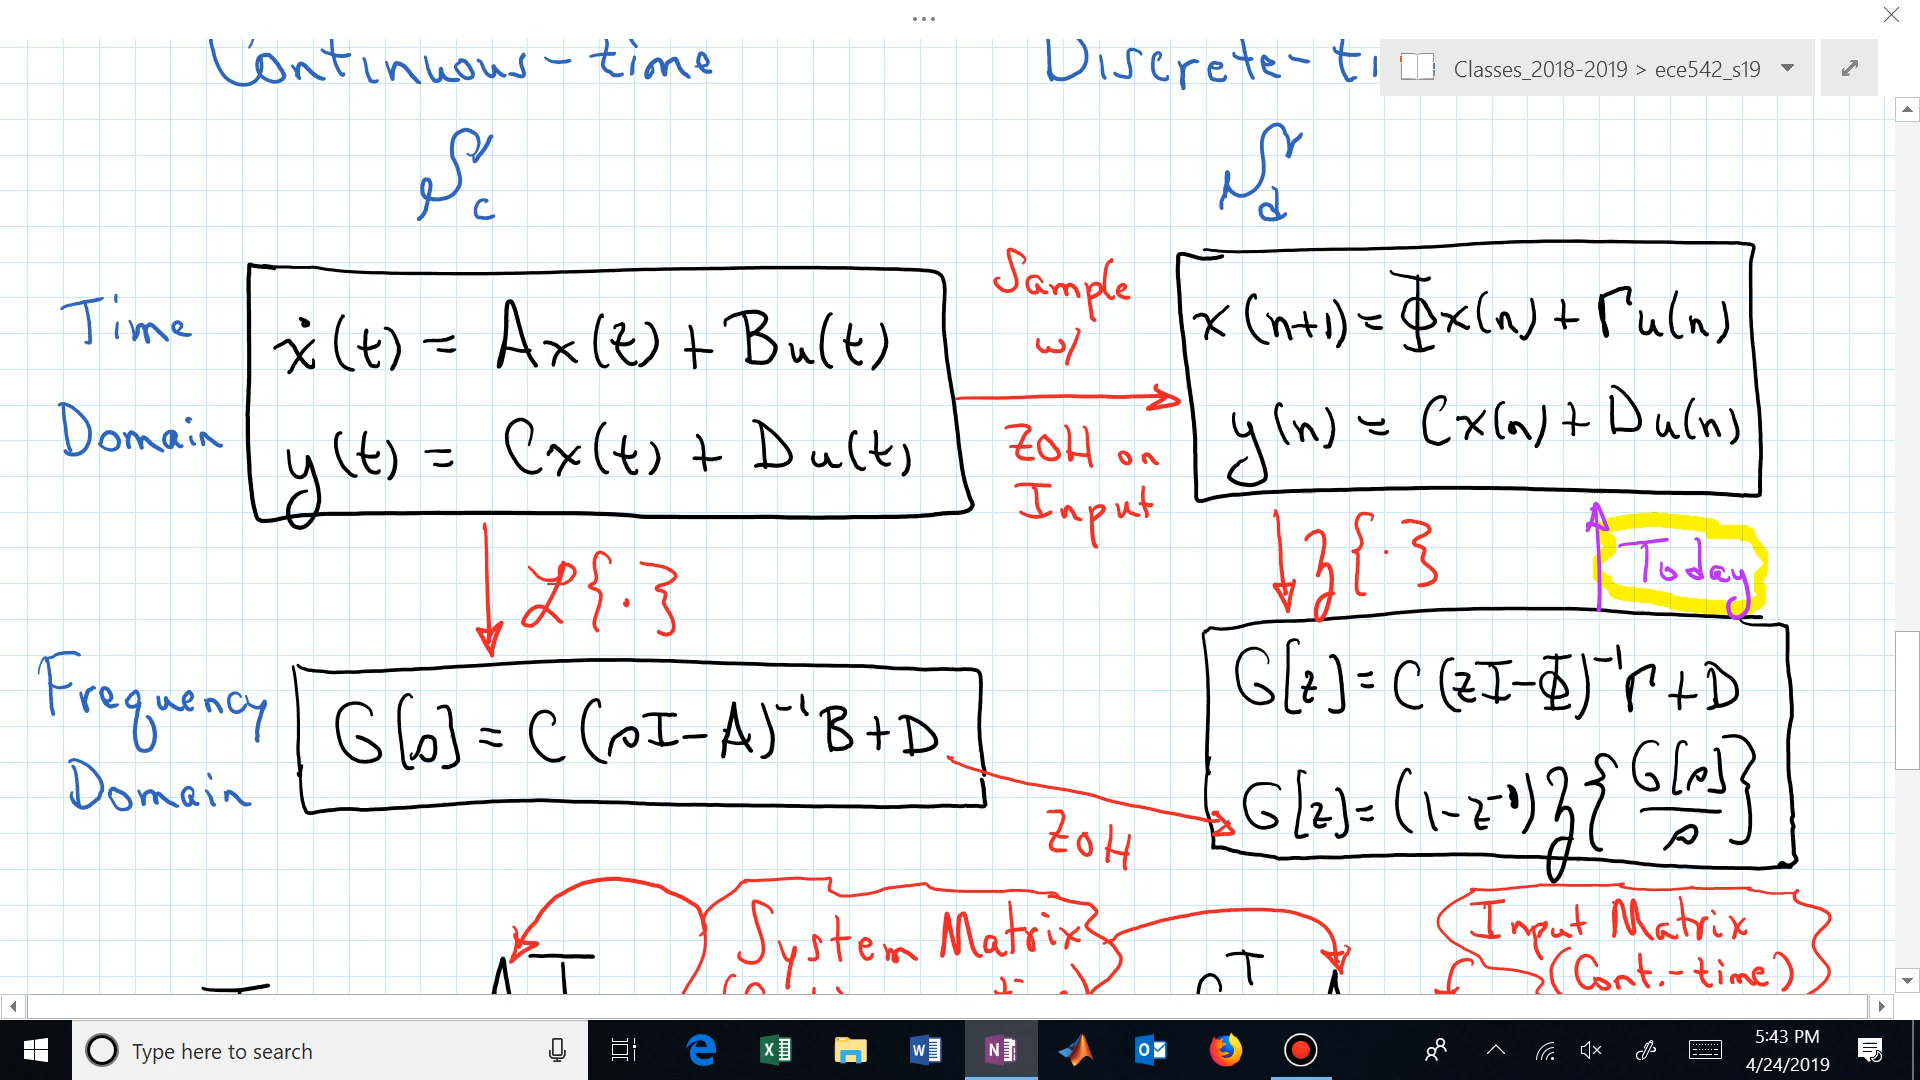 Continuous-time
Discrete-ti
Classes_2018-2019 > ece542_s19
S_c
S_d
Time
Domain
ẋ(t) = Ax(t) + Bu(t)
y(t) = Cx(t) + Du(t)
Sample
w/
ZOH on
Input
x(n+1) = Φx(n) + Γu(n)
y(n) = Cx(n) + Du(n)
ℒ{·}
𝓏{·}
Today
Frequency
Domain
G[s] = C(sI-A)⁻¹B+D
ZOH
G[z] = C(zI-Φ)⁻¹Γ+D
G[z] = (1-z⁻¹)𝓏{G[s]/s}
System Matrix
Input Matrix
(Cont.-time)
Type here to search
5:43 PM
4/24/2019